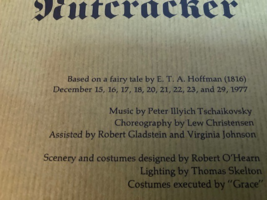 Nutcracker
Based on a fairy tale by E. T. A. Hoffman (1816)
December 15, 16, 17, 18, 20, 21, 22, 23, and 29, 1977
Music by Peter Illyich Tschaikovsky
Choreography by Lew Christensen
Assisted by Robert Gladstein and Virginia Johnson
Scenery and costumes designed by Robert O'Hearn
Lighting by Thomas Skelton
Costumes executed by "Grace"